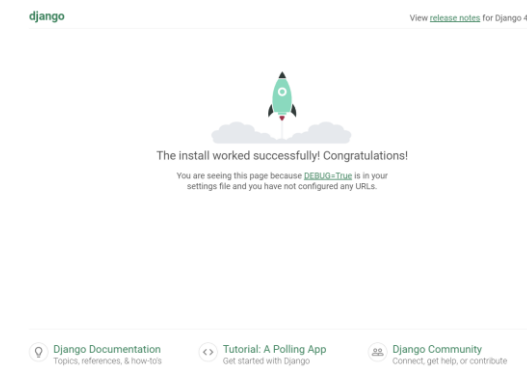 django
View release notes for Django 4
The install worked successfully! Congratulations!
You are seeing this page because DEBUG=True is in your
settings file and you have not configured any URLs.
Django Documentation
Topics, references, & how-to's
Tutorial: A Polling App
Get started with Django
Django Community
Connect, get help, or contribute